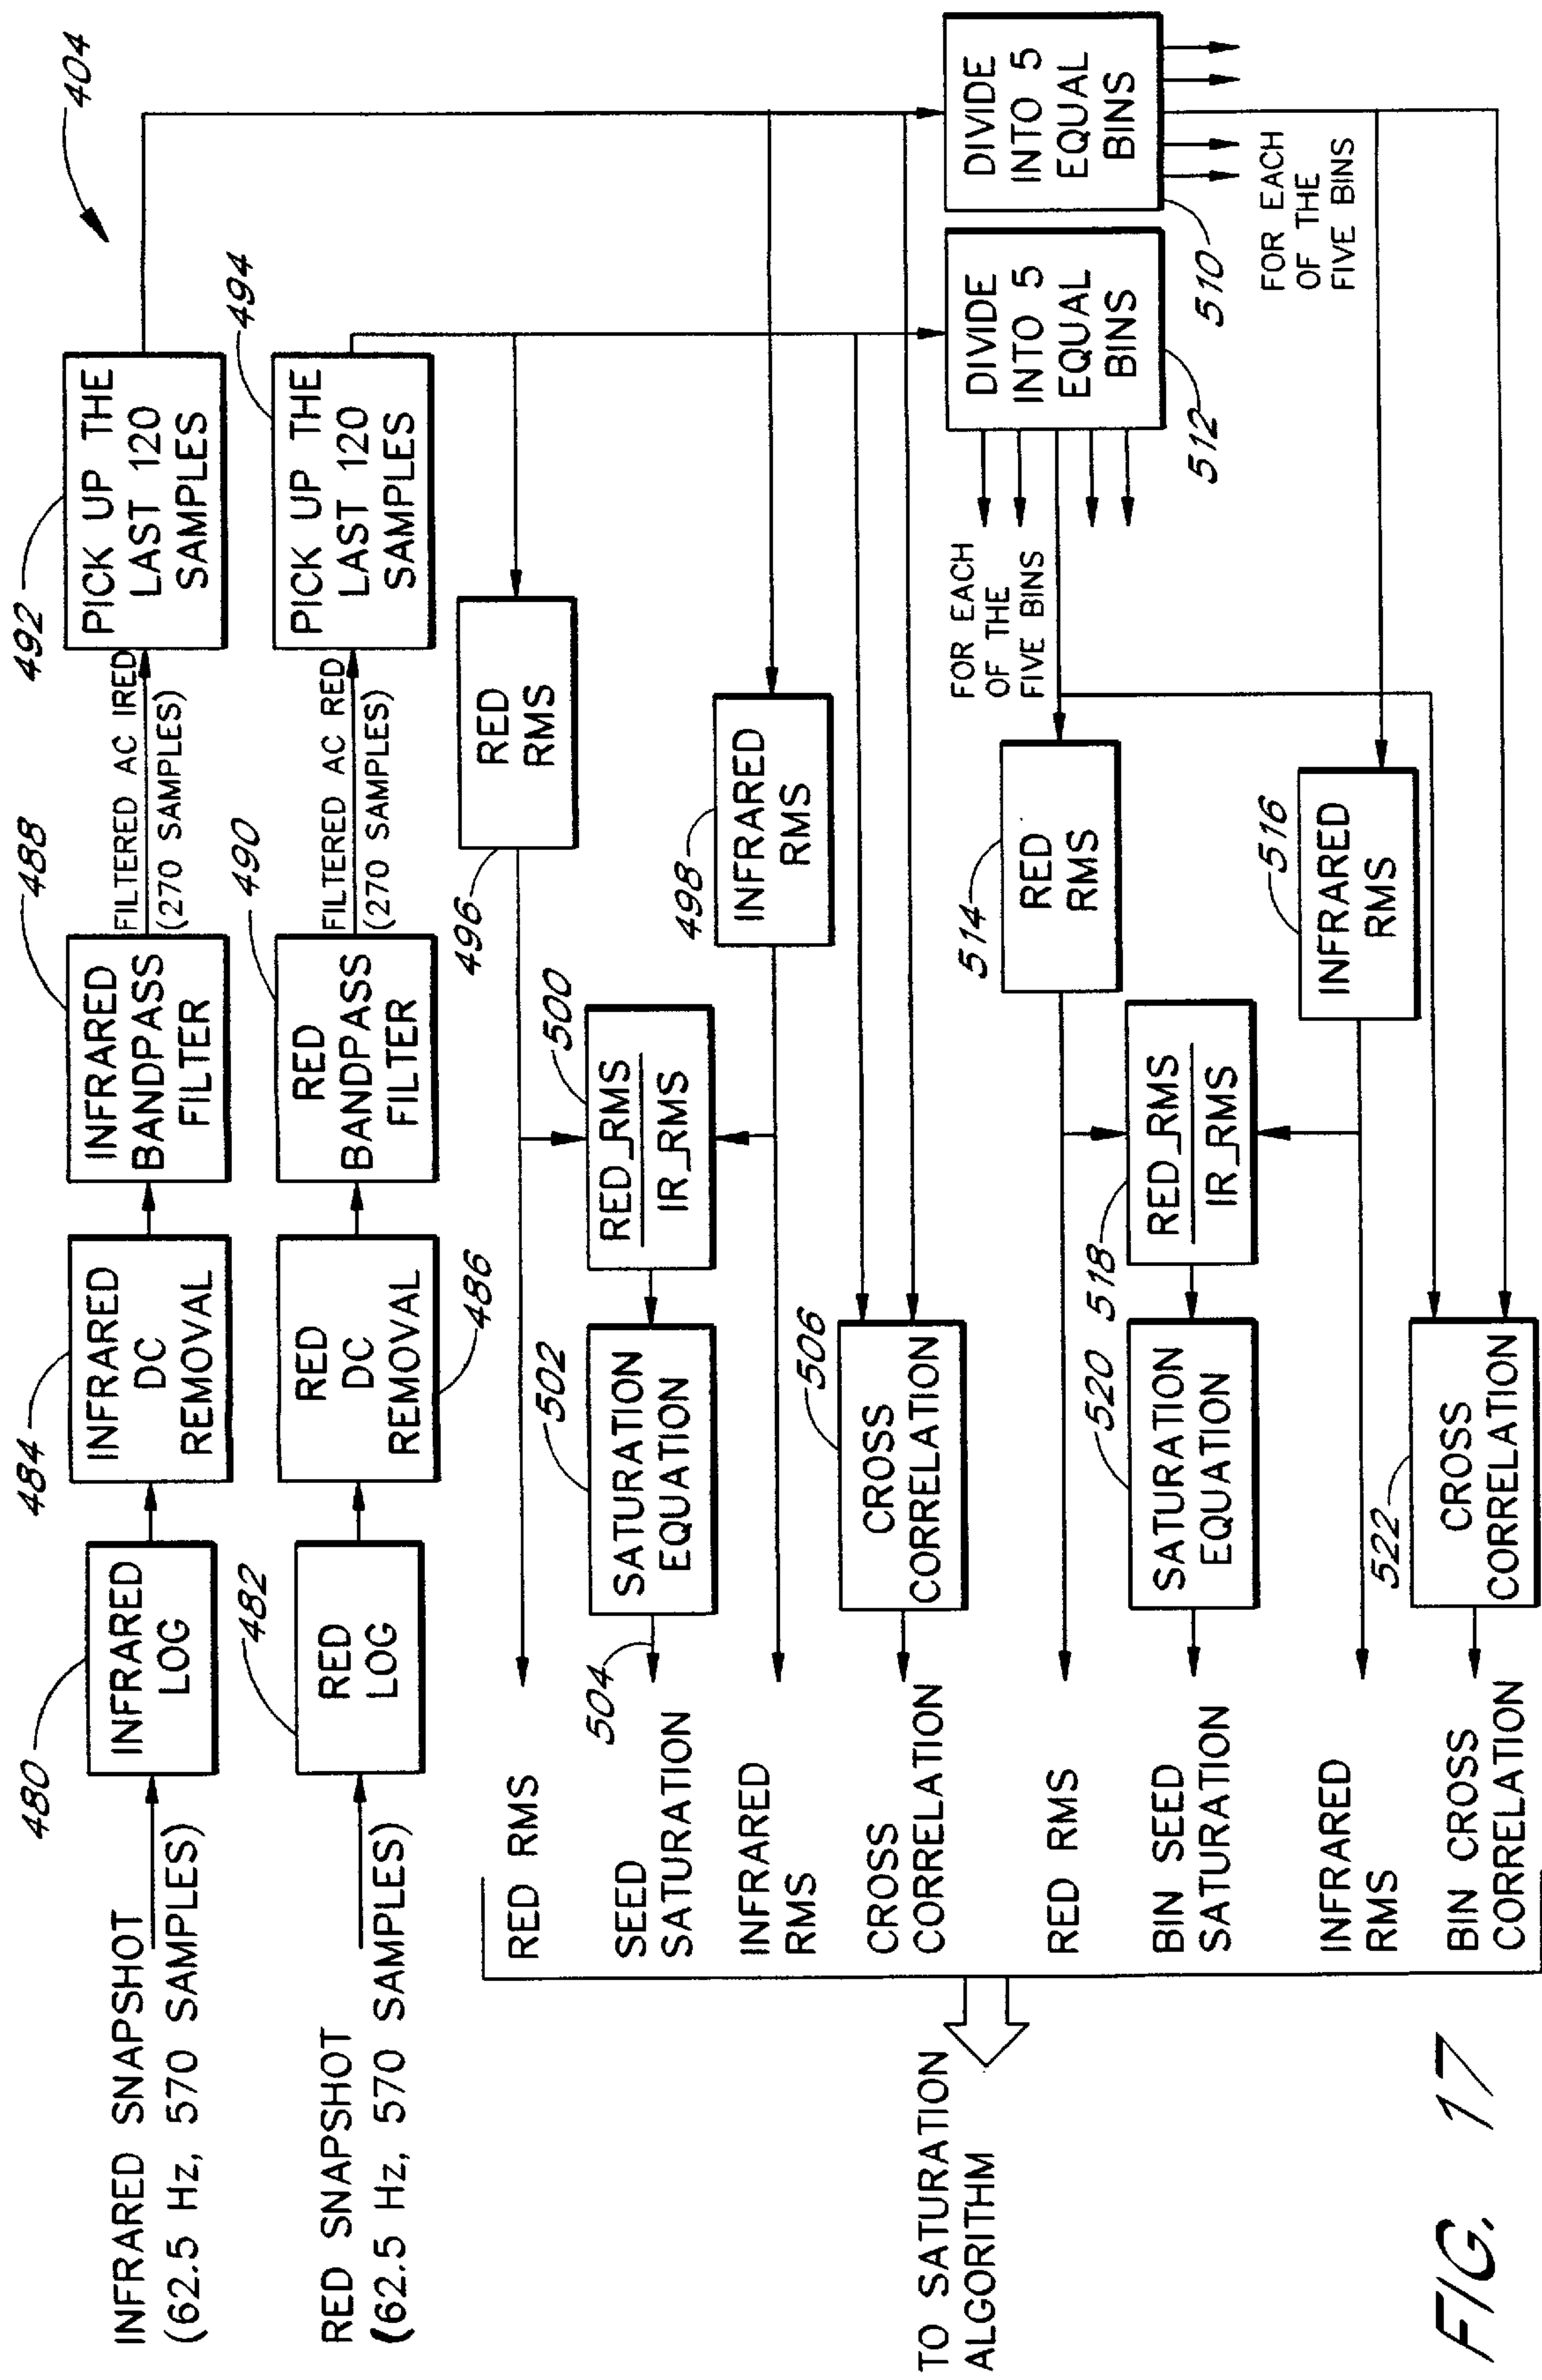 404
INFRARED SNAPSHOT
(62.5 Hz, 570 SAMPLES)
480
INFRARED
LOG
484
INFRARED
DC
REMOVAL
488
INFRARED
BANDPASS
FILTER
FILTERED AC IRED
(270 SAMPLES)
492
PICK UP THE
LAST 120
SAMPLES
RED SNAPSHOT
(62.5 Hz, 570 SAMPLES)
482
RED
LOG
RED
DC
REMOVAL
486
490
RED
BANDPASS
FILTER
FILTERED AC RED
(270 SAMPLES)
494
PICK UP THE
LAST 120
SAMPLES
RED RMS
496
RED
RMS
SEED
SATURATION
504
502
SATURATION
EQUATION
500
RED_RMS
IR_RMS
INFRARED
RMS
498
INFRARED
RMS
CROSS
CORRELATION
506
CROSS
CORRELATION
TO SATURATION
ALGORITHM
DIVIDE
INTO 5
EQUAL
BINS
512
DIVIDE
INTO 5
EQUAL
BINS
510
FOR EACH
OF THE
FIVE BINS
FOR EACH
OF THE
FIVE BINS
RED RMS
514
RED
RMS
BIN SEED
SATURATION
520
SATURATION
EQUATION
518
RED_RMS
IR_RMS
INFRARED
RMS
516
INFRARED
RMS
BIN CROSS
CORRELATION
522
CROSS
CORRELATION
FIG. 17